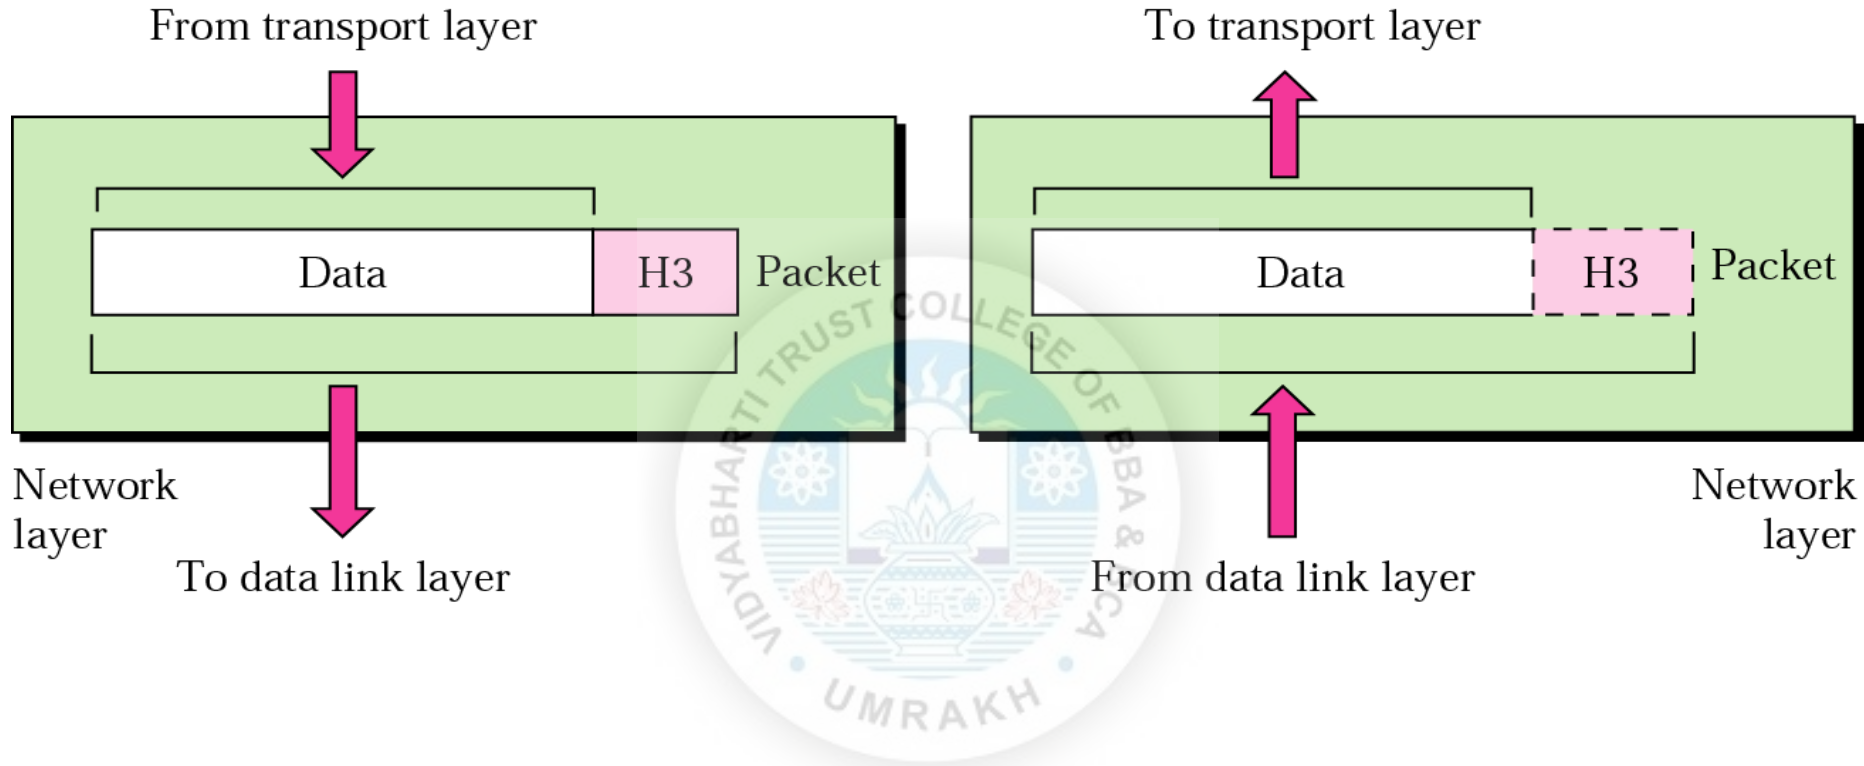 From transport layer
To transport layer
Data
H3
Packet
Data
H3
Packet
Network
layer
To data link layer
From data link layer
Network
layer
VIDYABHARTI TRUST COLLEGE OF BBA & BCA
UMRAKH